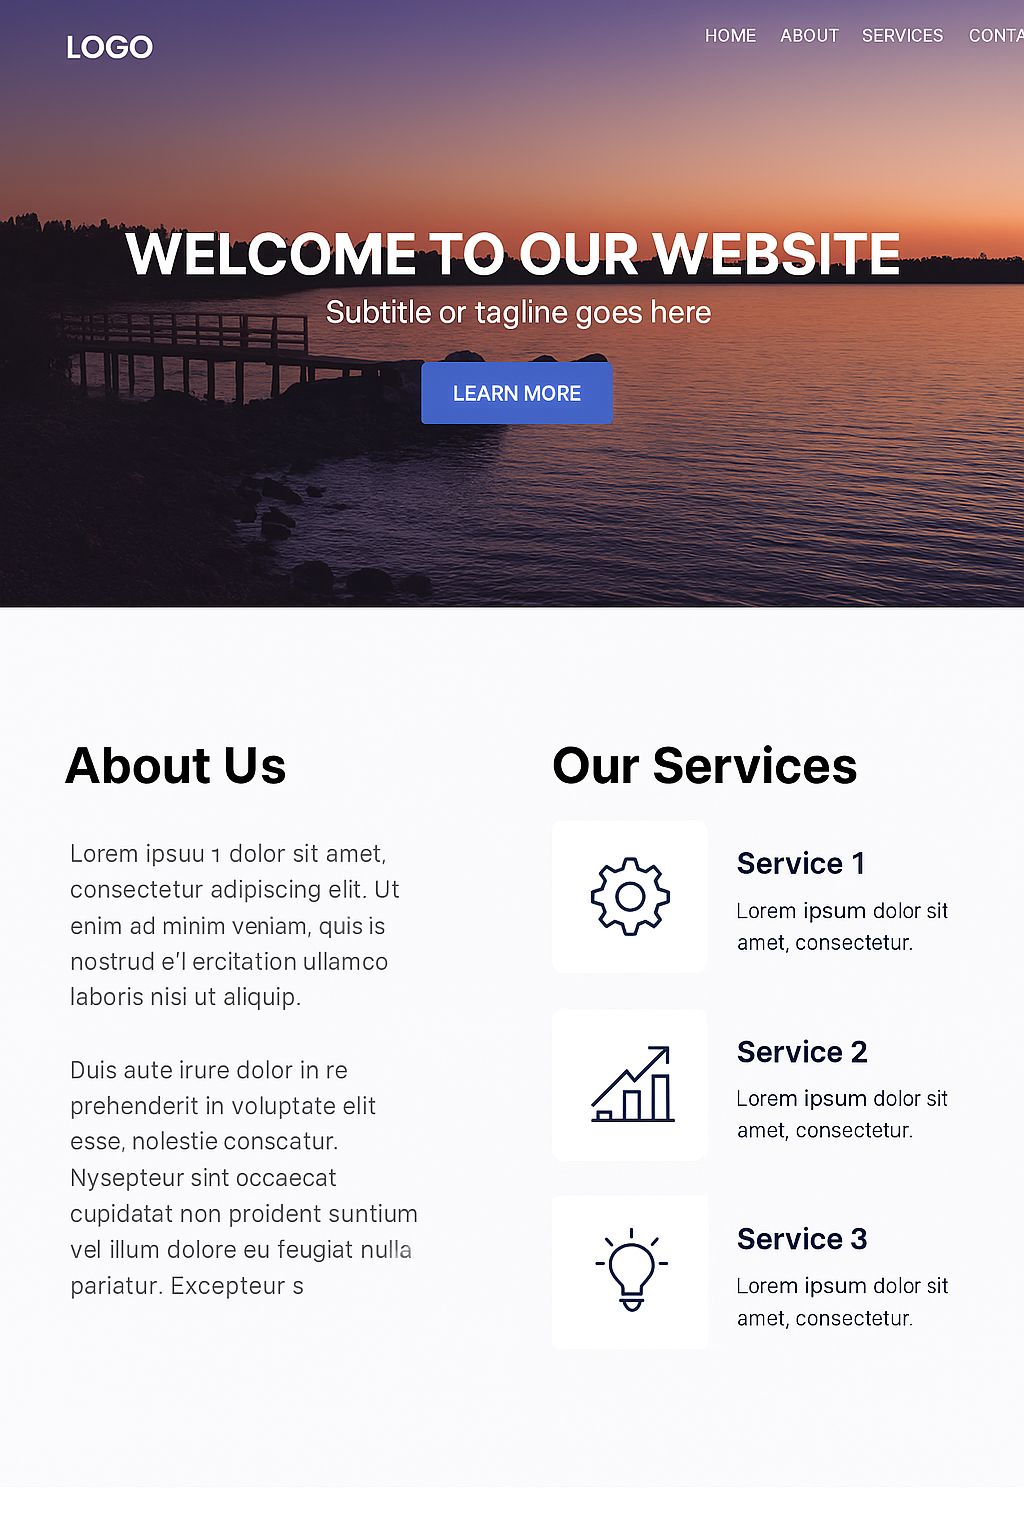 LOGO
HOME ABOUT SERVICES CONTA
WELCOME TO OUR WEBSITE
Subtitle or tagline goes here
LEARN MORE
About Us
Lorem ipsuu 1 dolor sit amet,
consectetur adipiscing elit. Ut
enim ad minim veniam, quis is
nostrud e'l ercitation ullamco
laboris nisi ut aliquip.
Duis aute irure dolor in re
prehenderit in voluptate elit
esse, nolestie conscatur.
Nysepteur sint occaecat
cupidatat non proident suntium
vel illum dolore eu feugiat nulla
pariatur. Excepteur s
Our Services
Service 1
Lorem ipsum dolor sit
amet, consectetur.
Service 2
Lorem ipsum dolor sit
amet, consectetur.
Service 3
Lorem ipsum dolor sit
amet, consectetur.